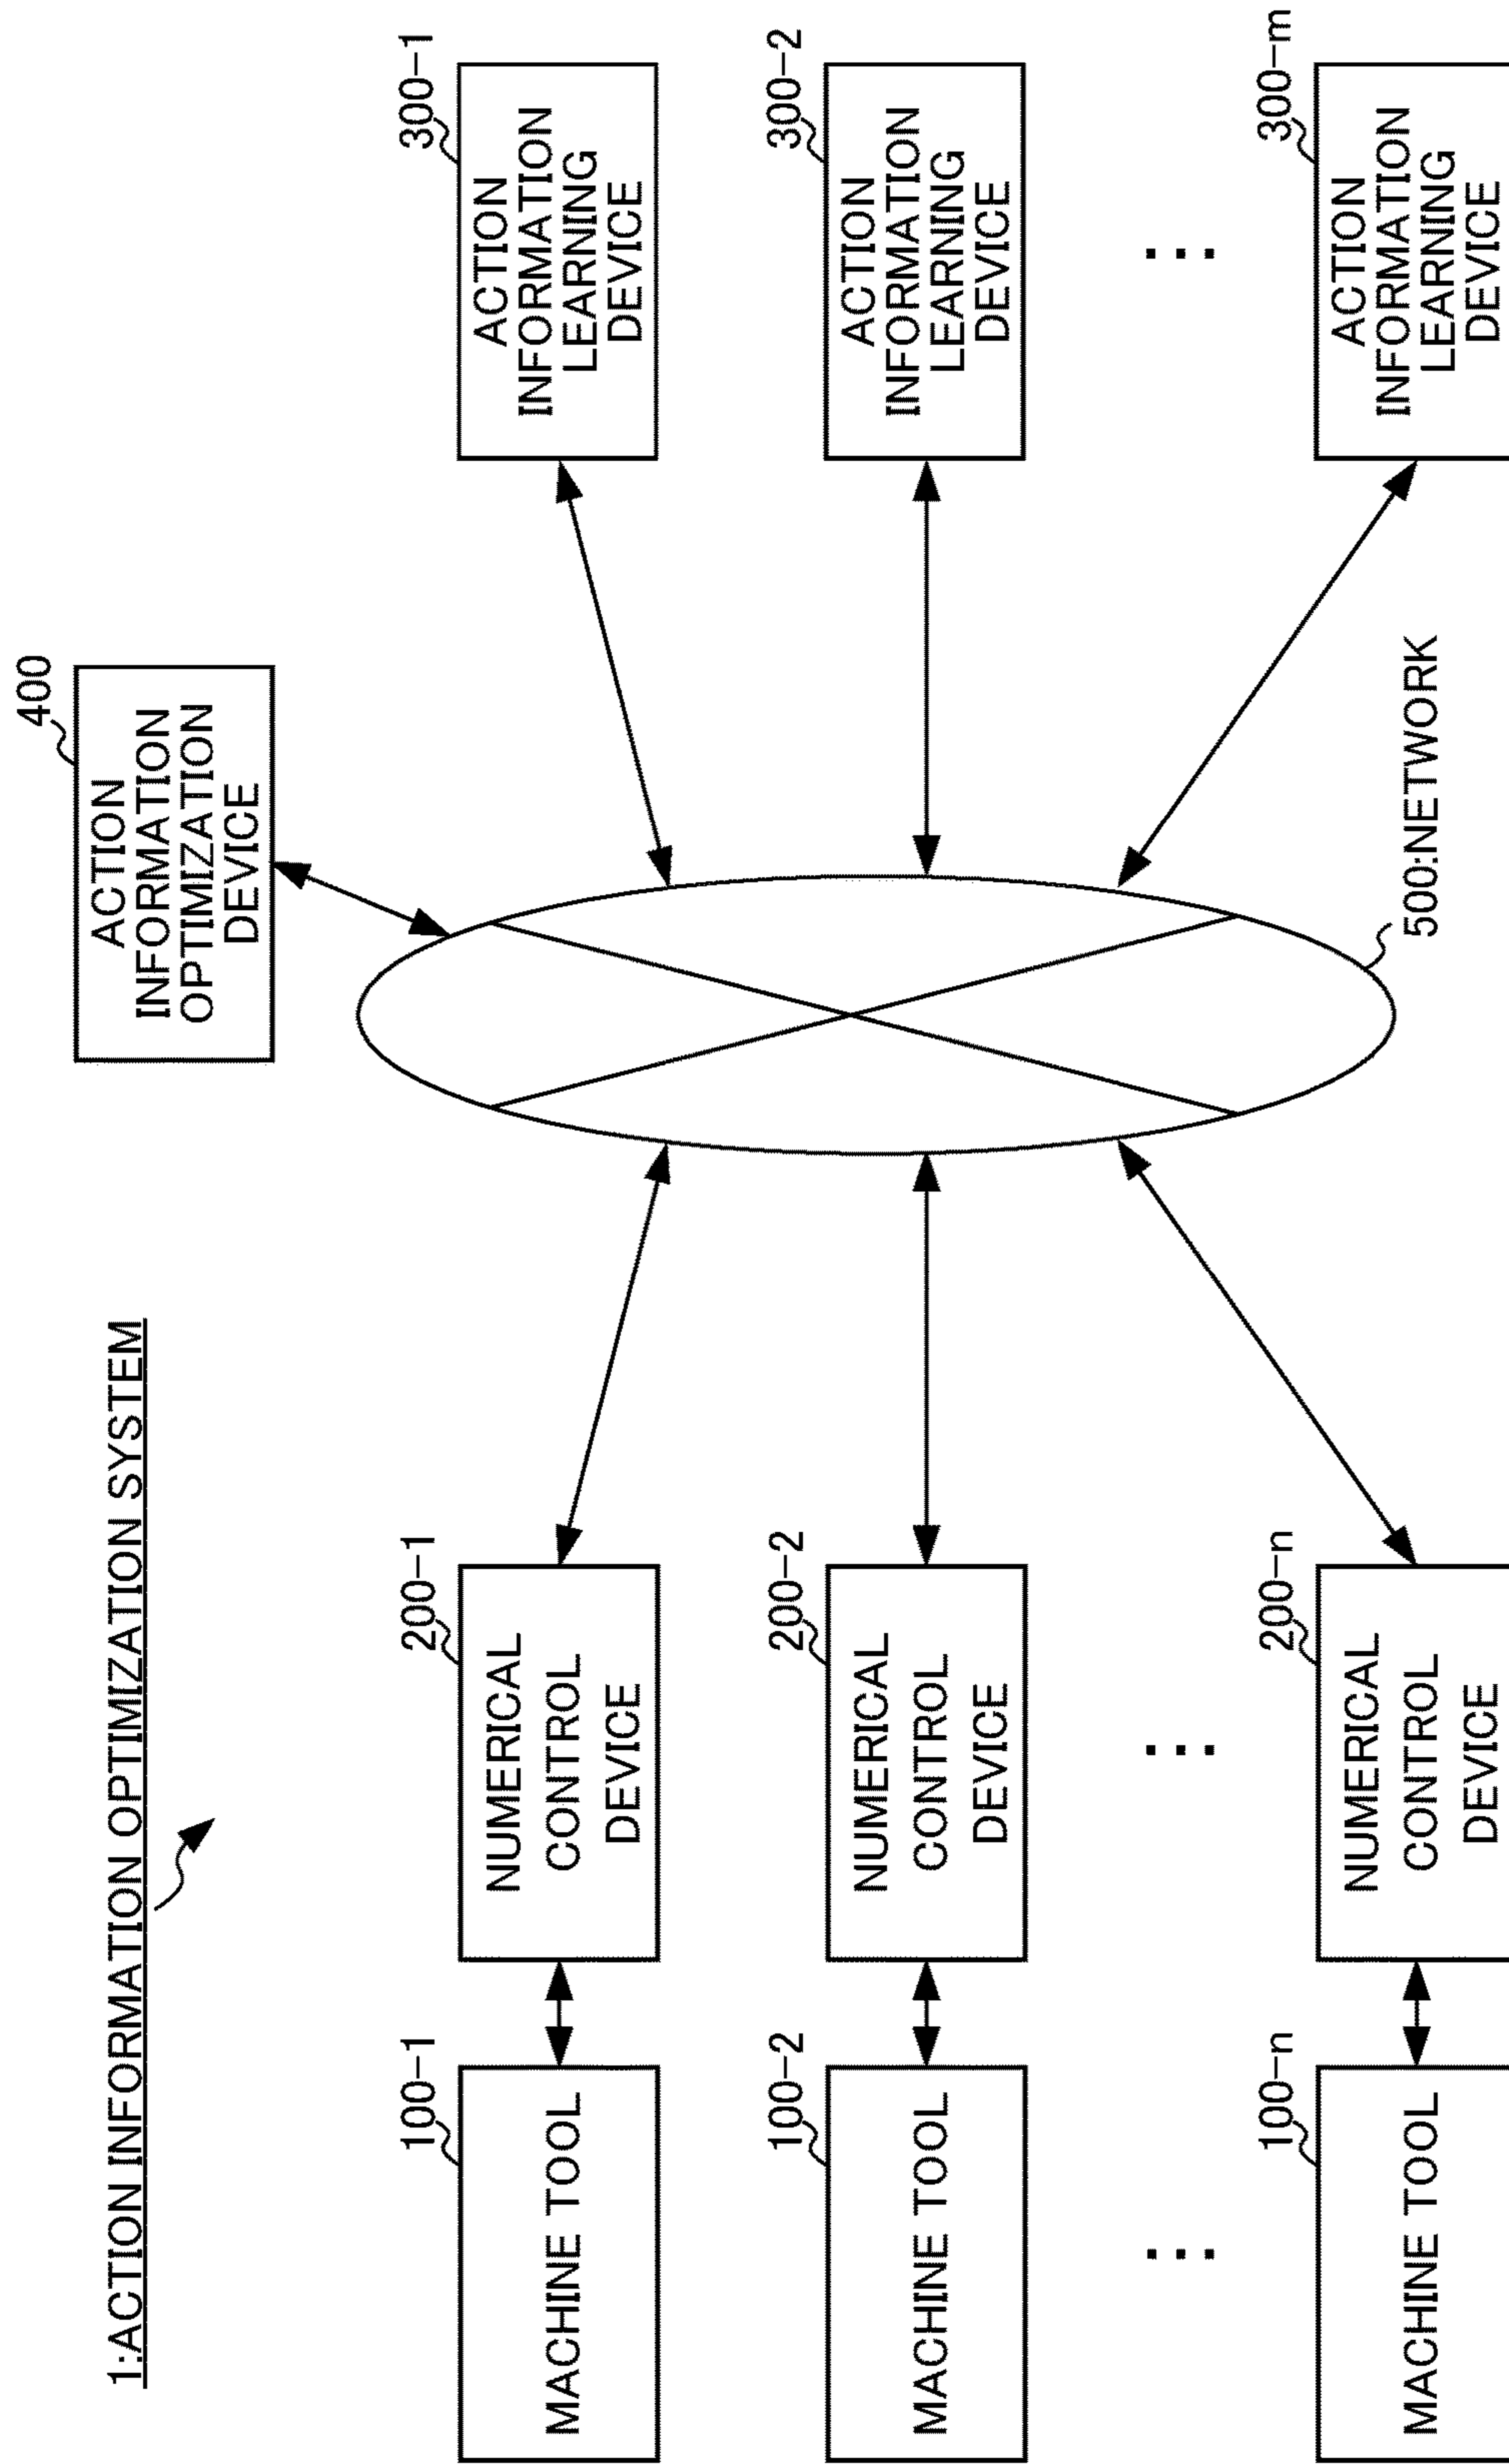 1:ACTION INFORMATION OPTIMIZATION SYSTEM
400
ACTION
INFORMATION
OPTIMIZATION
DEVICE
100-1
MACHINE TOOL
200-1
NUMERICAL
CONTROL
DEVICE
300-1
ACTION
INFORMATION
LEARNING
DEVICE
100-2
MACHINE TOOL
200-2
NUMERICAL
CONTROL
DEVICE
300-2
ACTION
INFORMATION
LEARNING
DEVICE
...
...
...
100-n
MACHINE TOOL
200-n
NUMERICAL
CONTROL
DEVICE
500:NETWORK
300-m
ACTION
INFORMATION
LEARNING
DEVICE